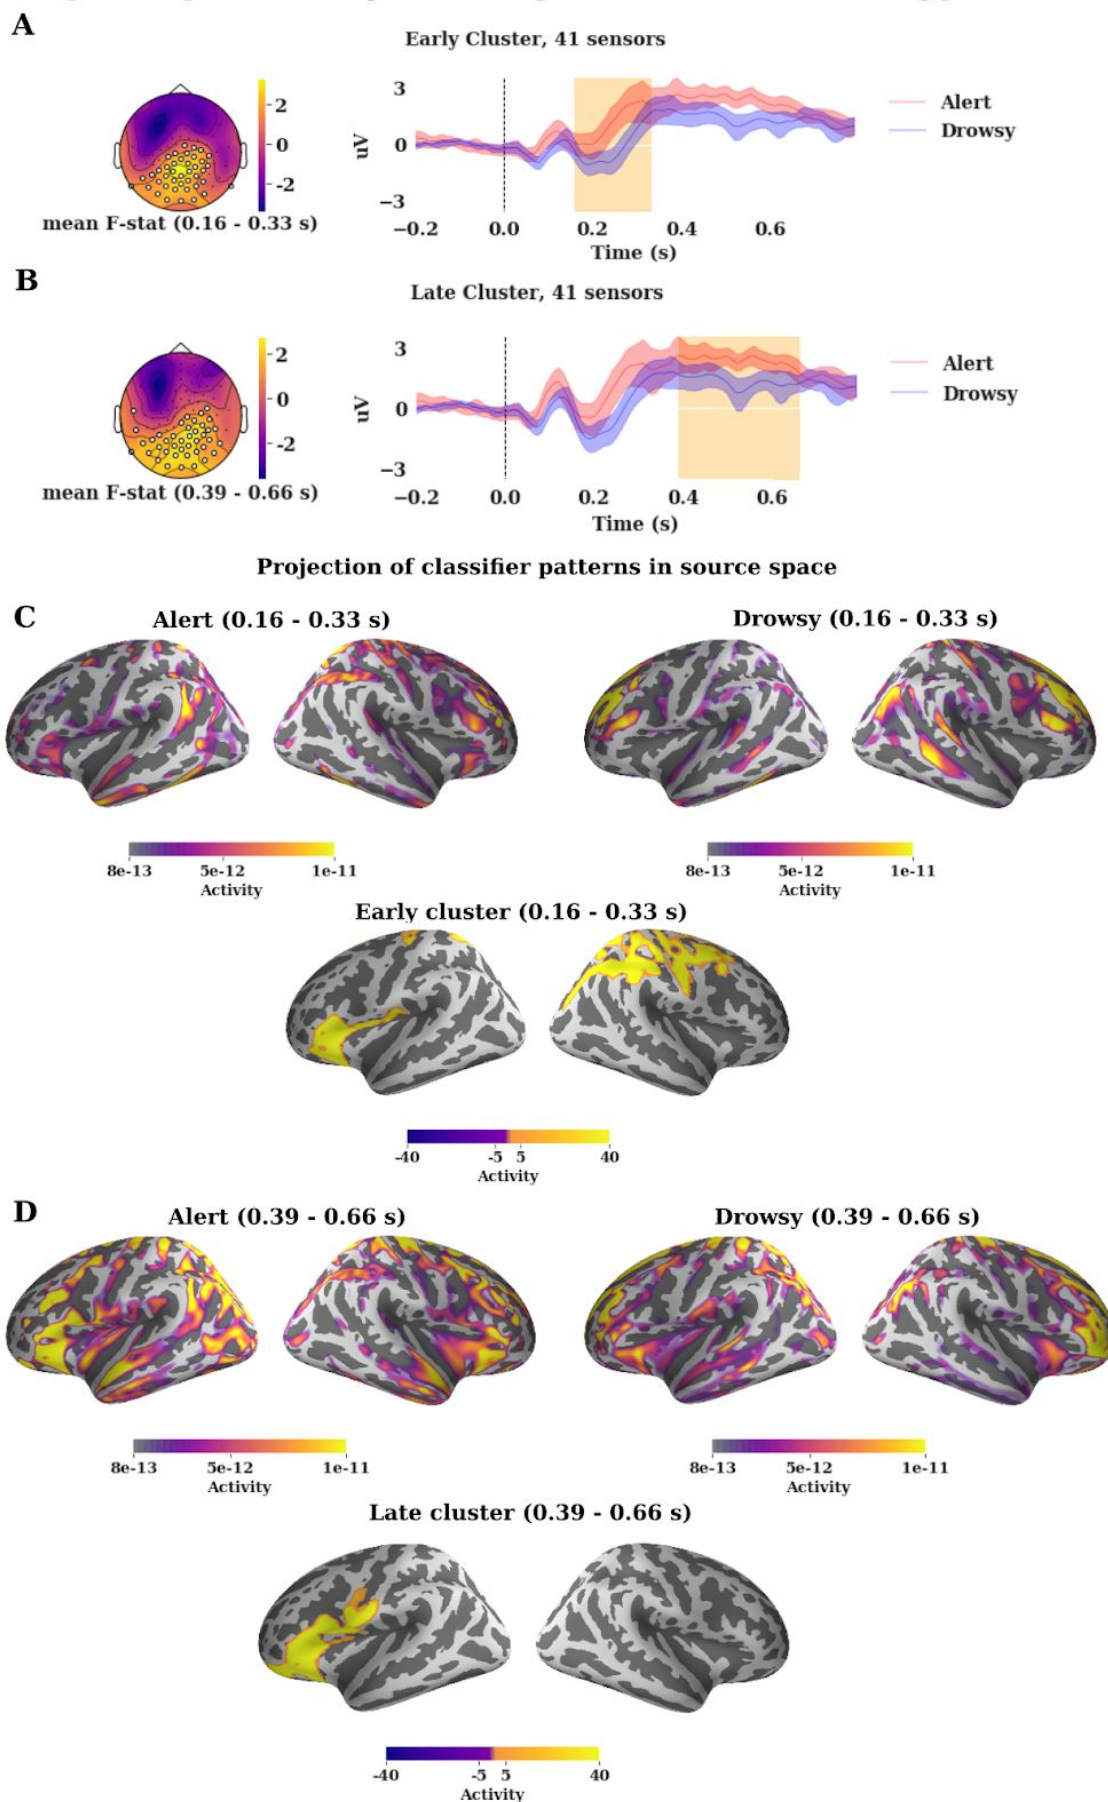 A
Early Cluster, 41 sensors
3
0
−3
uV
−0.2 0.0 0.2 0.4 0.6
Time (s)
Alert
Drowsy
2
0
-2
mean F-stat (0.16 - 0.33 s)
B
Late Cluster, 41 sensors
3
0
−3
uV
−0.2 0.0 0.2 0.4 0.6
Time (s)
Alert
Drowsy
2
0
-2
mean F-stat (0.39 - 0.66 s)
Projection of classifier patterns in source space
C
Alert (0.16 - 0.33 s)
8e-13 5e-12 1e-11
Activity
Drowsy (0.16 - 0.33 s)
8e-13 5e-12 1e-11
Activity
Early cluster (0.16 - 0.33 s)
-40 -5 5 40
Activity
D
Alert (0.39 - 0.66 s)
8e-13 5e-12 1e-11
Activity
Drowsy (0.39 - 0.66 s)
8e-13 5e-12 1e-11
Activity
Late cluster (0.39 - 0.66 s)
-40 -5 5 40
Activity